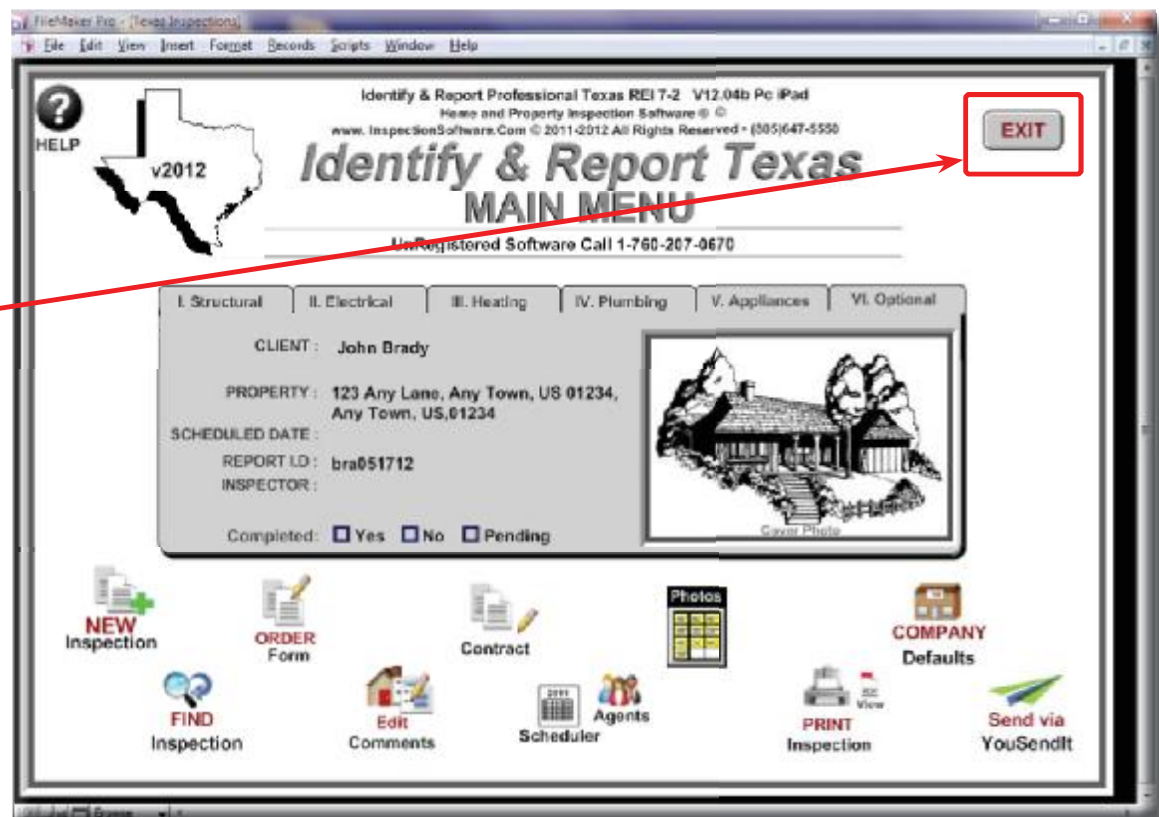 FileMaker Pro - [Texas Inspections]
File Edit View Insert Format Records Scripts Window Help
HELP
v2012
Identify & Report Professional Texas REI 7-2 V12.04b Pc iPad
Home and Property Inspection Software ® ©
www. InspectionSoftware.Com © 2011-2012 All Rights Reserved • (805)647-5550
EXIT
Identify & Report Texas
MAIN MENU
UnRegistered Software Call 1-760-207-0670
I. Structural II. Electrical III. Heating IV. Plumbing V. Appliances VI. Optional
CLIENT : John Brady
PROPERTY : 123 Any Lane, Any Town, US 01234,
Any Town, US,01234
SCHEDULED DATE :
REPORT I.D : bra051712
INSPECTOR :
Completed: Yes No Pending
Cover Photo
NEW
Inspection
ORDER
Form
Contract
Photos
COMPANY
Defaults
FIND
Inspection
Edit
Comments
Scheduler
Agents
View
PRINT
Inspection
Send via
YouSendIt
Browse